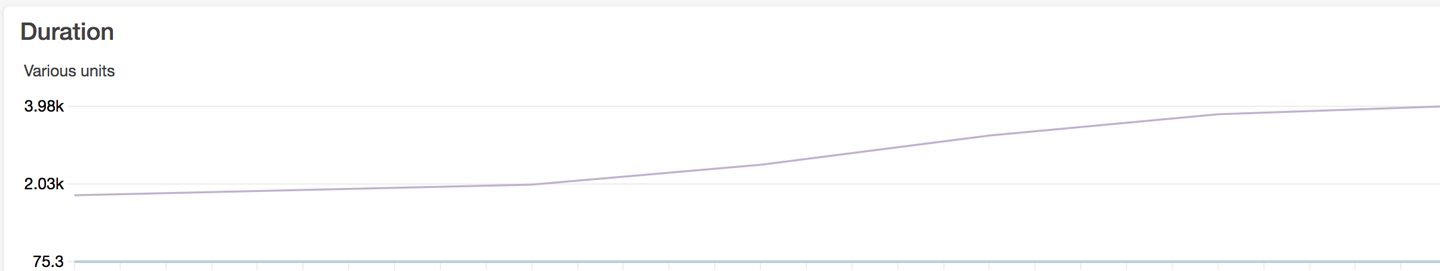 Duration
Various units
3.98k
2.03k
75.3